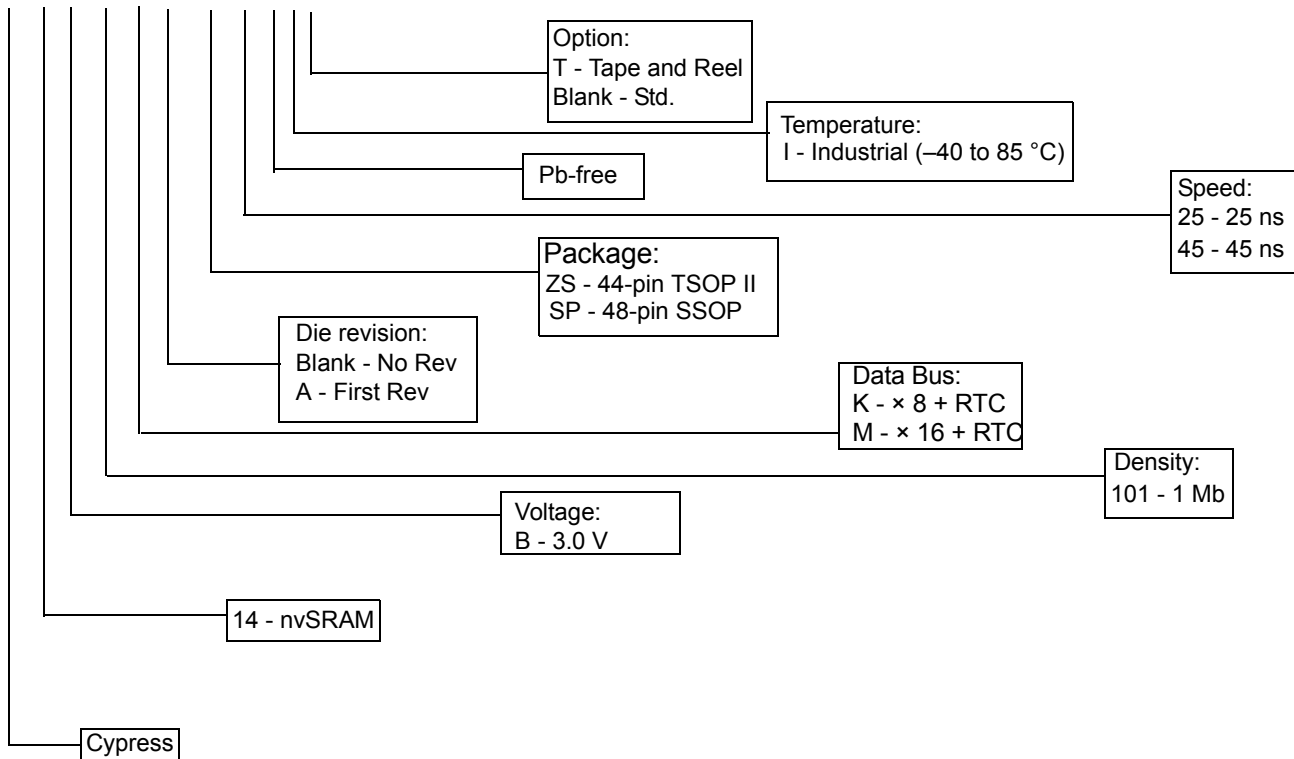 Option:
T - Tape and Reel
Blank - Std.
Temperature:
I - Industrial (–40 to 85 °C)
Pb-free
Speed:
25 - 25 ns
45 - 45 ns
Package:
ZS - 44-pin TSOP II
SP - 48-pin SSOP
Die revision:
Blank - No Rev
A - First Rev
Data Bus:
K - × 8 + RTC
M - × 16 + RTC
Density:
101 - 1 Mb
Voltage:
B - 3.0 V
14 - nvSRAM
Cypress